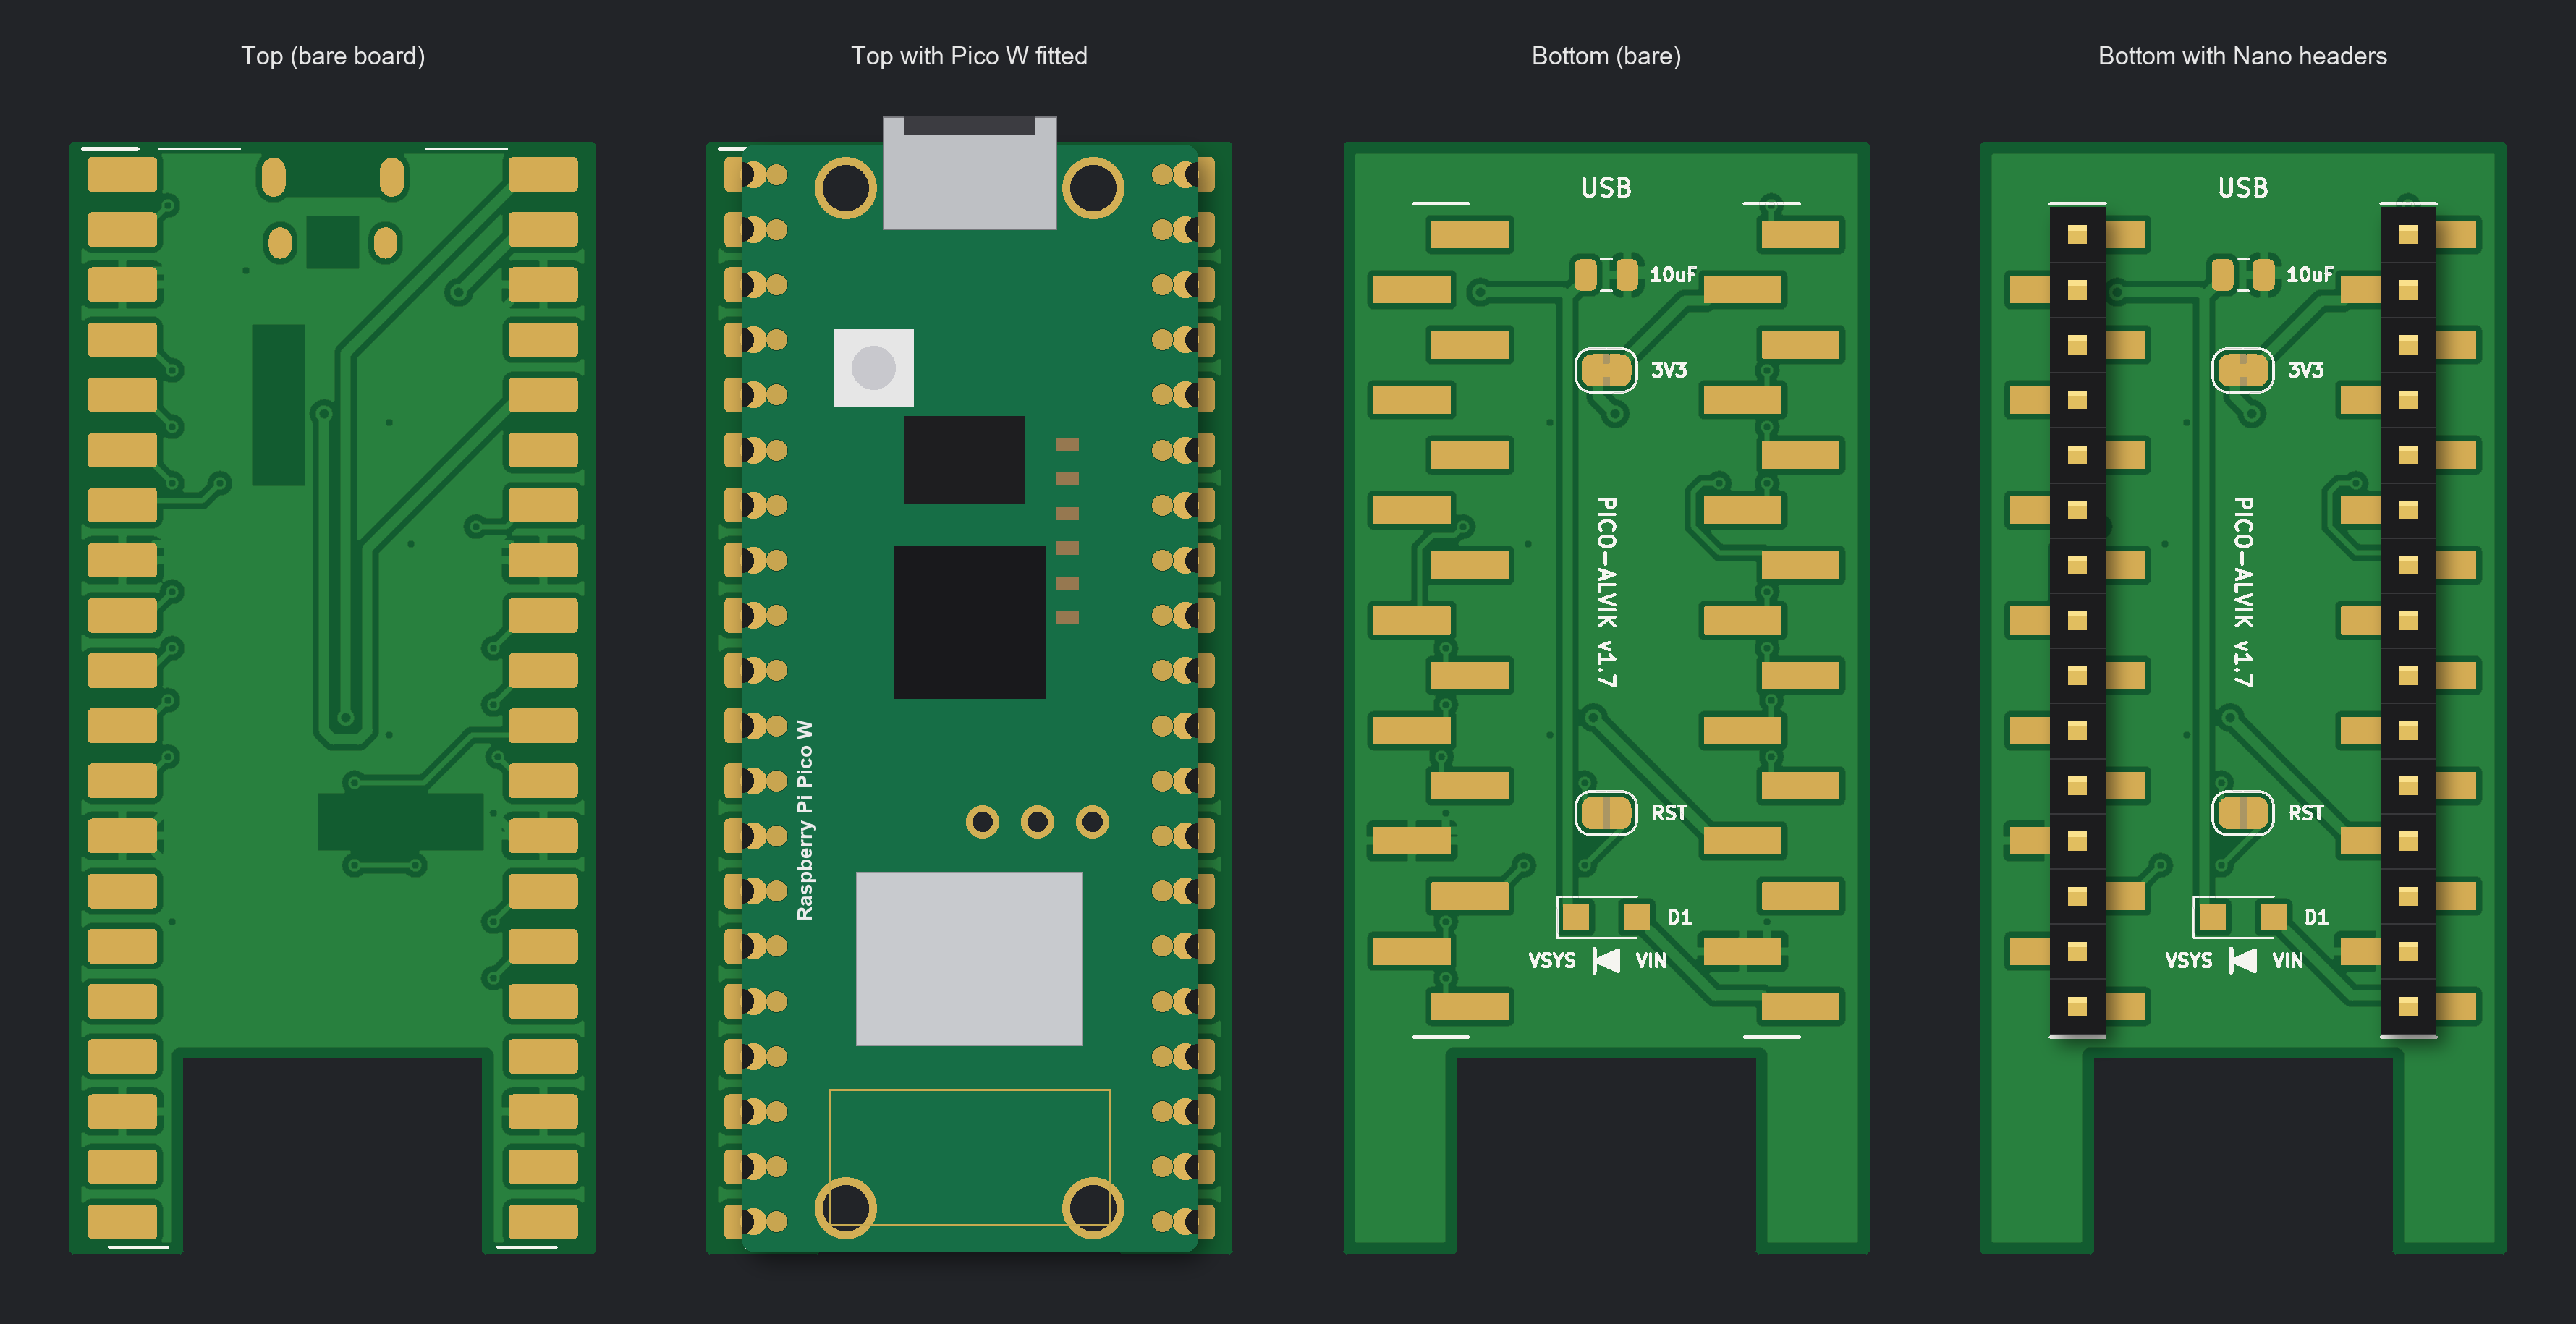 Top (bare board)
Top with Pico W fitted
Bottom (bare)
Bottom with Nano headers
Raspberry Pi Pico W
USB
10uF
3V3
PICO-ALVIK v1.7
RST
D1
VSYS
VIN
USB
10uF
3V3
PICO-ALVIK v1.7
RST
D1
VSYS
VIN